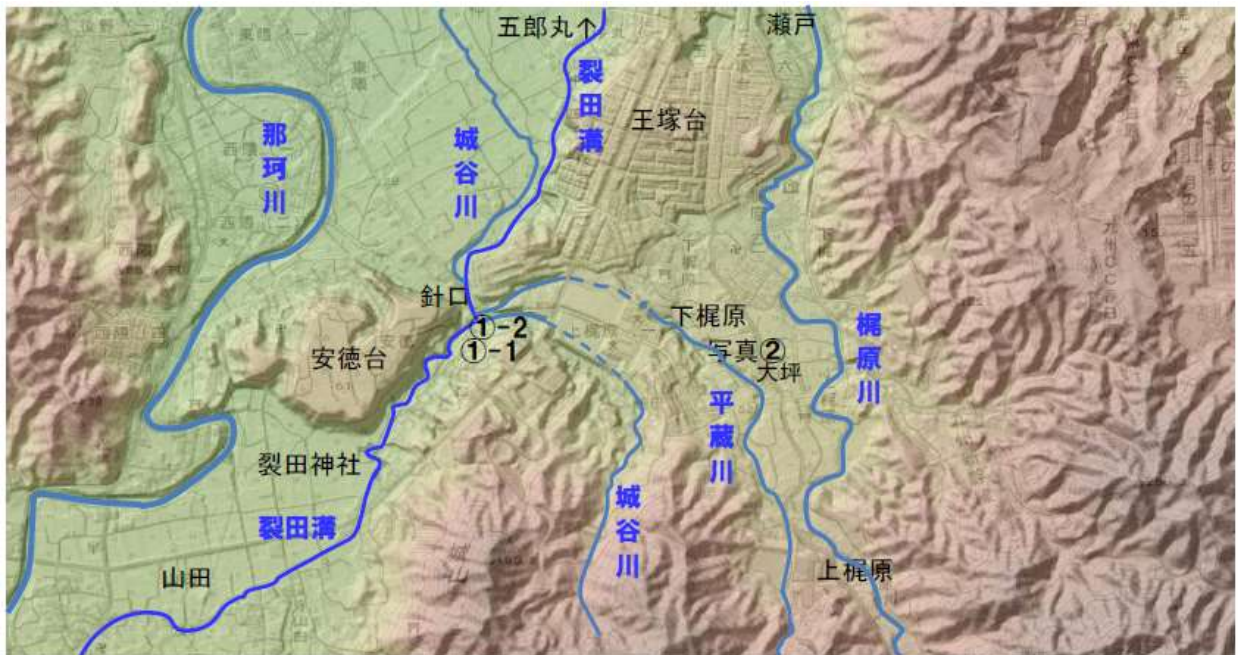 五郎丸↑
瀬戸
裂田溝
那珂川
城谷川
王塚台
針口
①-2
①-1
安徳台
下梶原
写真②
大坪
梶原川
平蔵川
裂田神社
裂田溝
城谷川
山田
上梶原